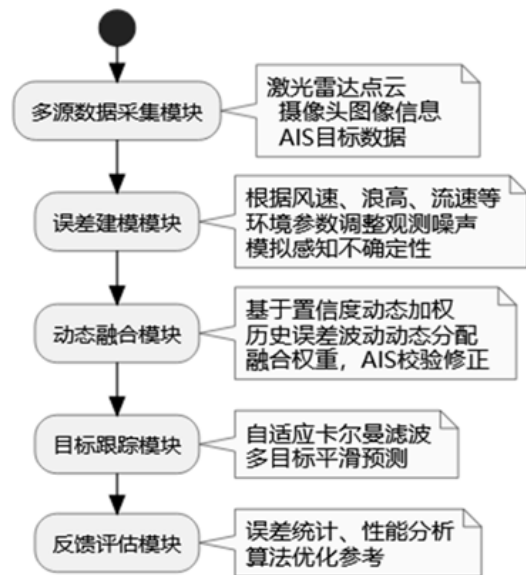 多源数据采集模块
激光雷达点云
摄像头图像信息
AIS目标数据
误差建模模块
根据风速、浪高、流速等
环境参数调整观测噪声
模拟感知不确定性
动态融合模块
基于置信度动态加权
历史误差波动动态分配
融合权重，AIS校验修正
目标跟踪模块
自适应卡尔曼滤波
多目标平滑预测
反馈评估模块
误差统计、性能分析
算法优化参考